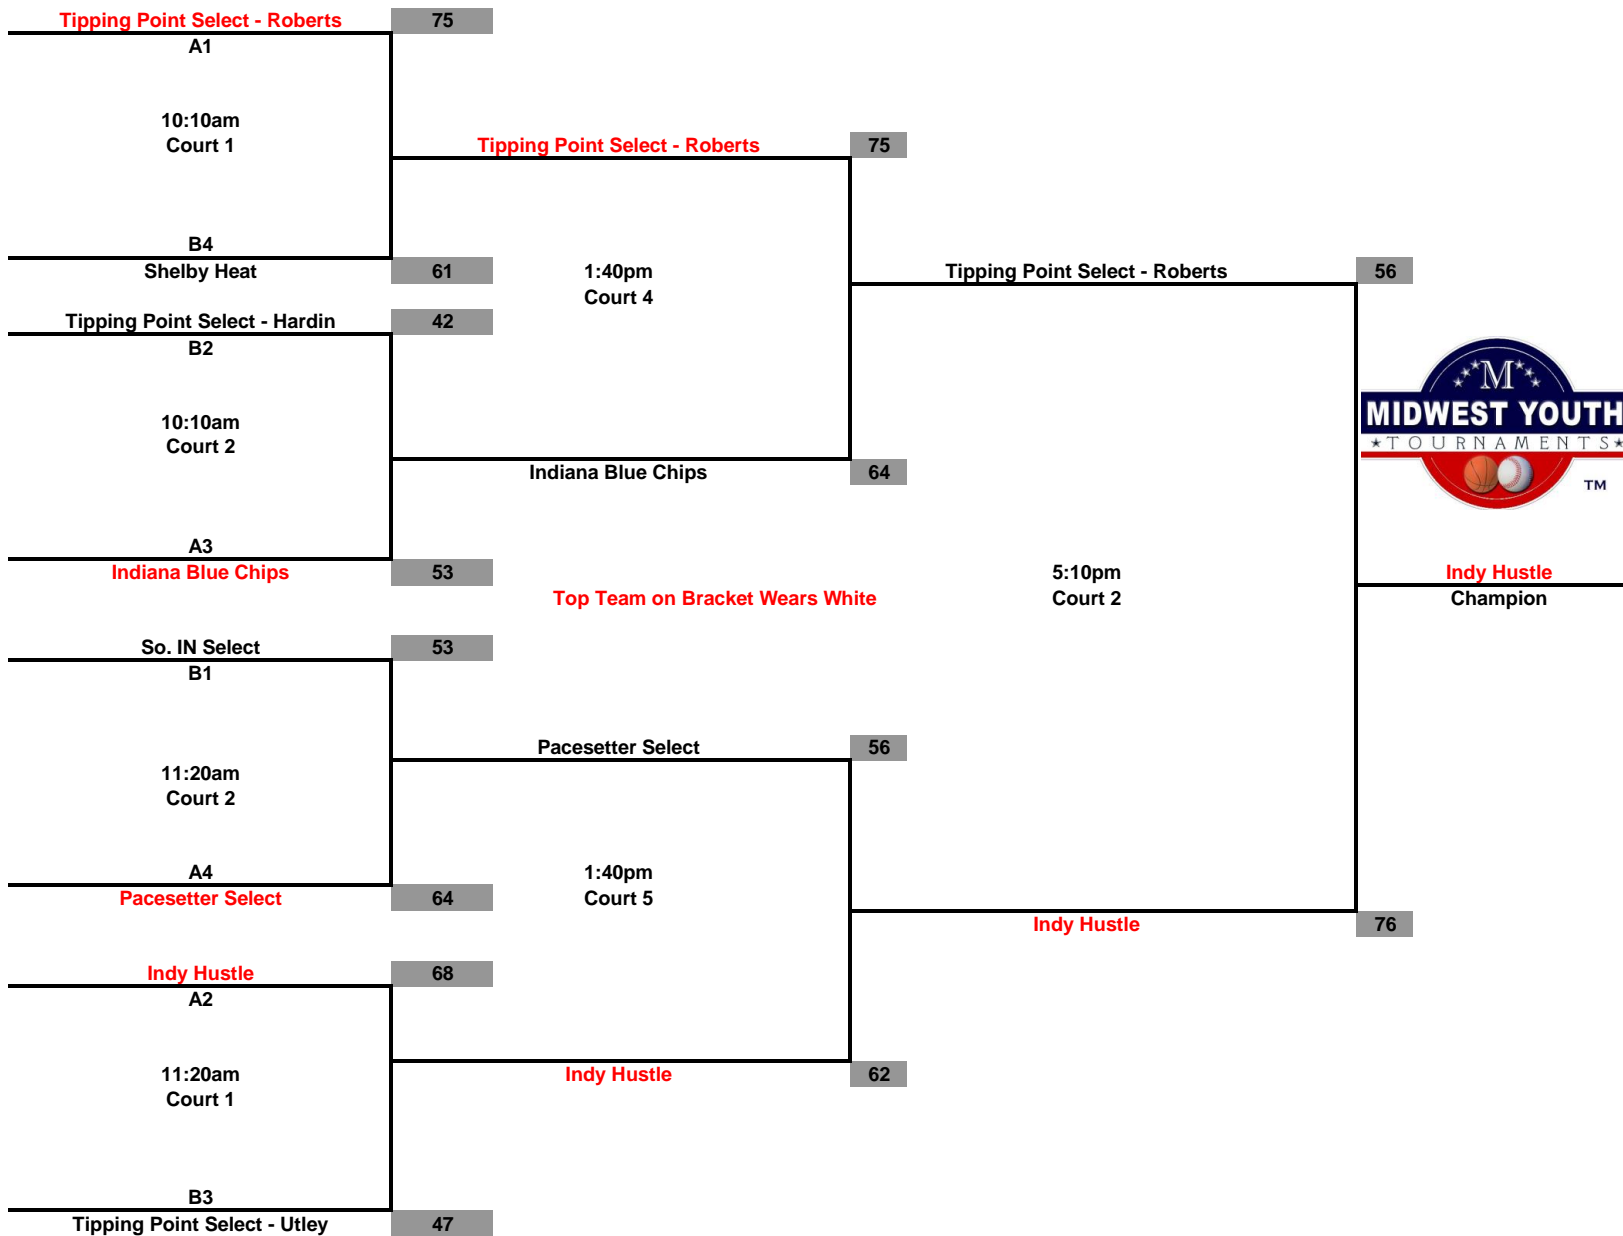 Tipping Point Select - Roberts 75
A1
10:10am
Court 1
Tipping Point Select - Roberts 75
B4
Shelby Heat 61
1:40pm
Court 4
Tipping Point Select - Roberts 56
Tipping Point Select - Hardin 42
B2
M
MIDWEST YOUTH
TOURNAMENTS
TM
10:10am
Court 2
Indiana Blue Chips 64
A3
Indiana Blue Chips 53
Top Team on Bracket Wears White
5:10pm
Court 2
Indy Hustle
Champion
So. IN Select 53
B1
Pacesetter Select 56
11:20am
Court 2
A4
Pacesetter Select 64
1:40pm
Court 5
Indy Hustle 76
Indy Hustle 68
A2
11:20am
Court 1
Indy Hustle 62
B3
Tipping Point Select - Utley 47